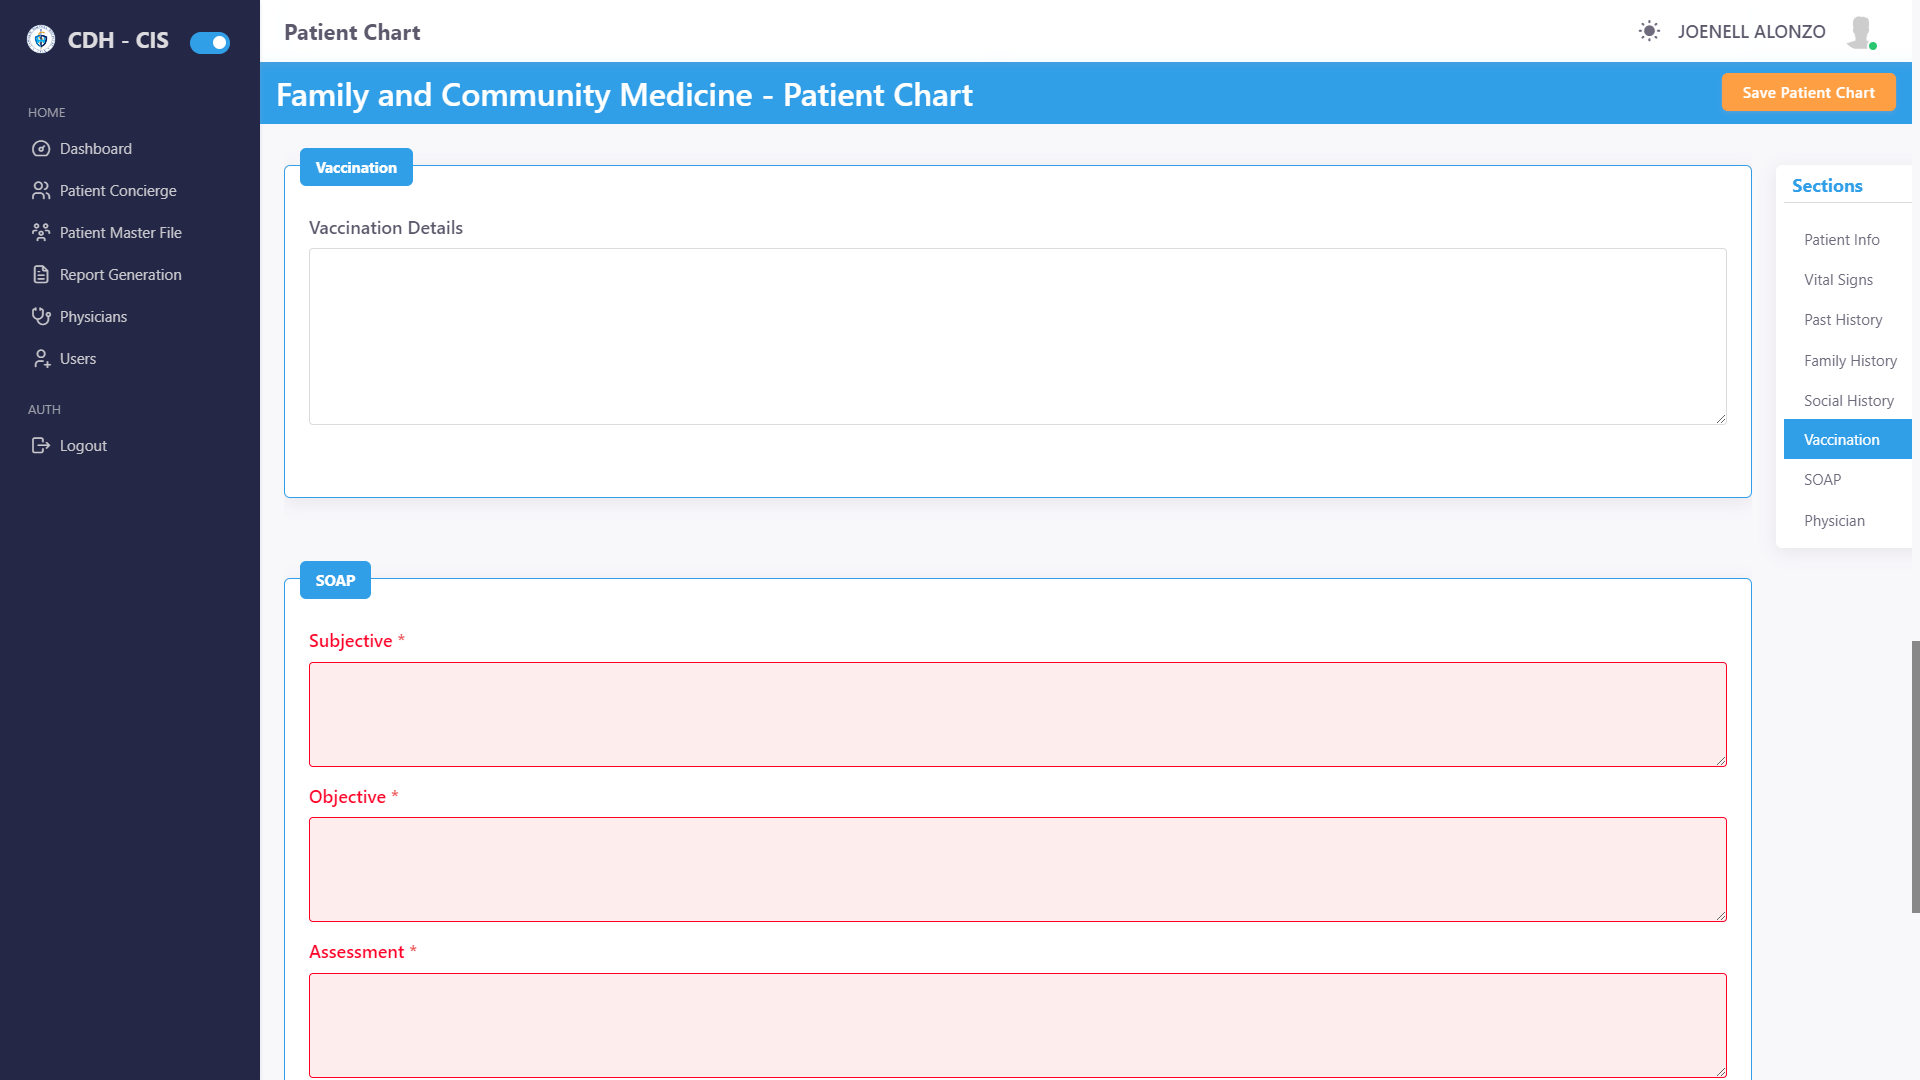 CDH - CIS
HOME
Dashboard
Patient Concierge
Patient Master File
Report Generation
Physicians
Users
AUTH
Logout
Patient Chart
JOENELL ALONZO
Family and Community Medicine - Patient Chart
Save Patient Chart
Vaccination
Vaccination Details
SOAP
Subjective *
Objective *
Assessment *
Sections
Patient Info
Vital Signs
Past History
Family History
Social History
Vaccination
SOAP
Physician